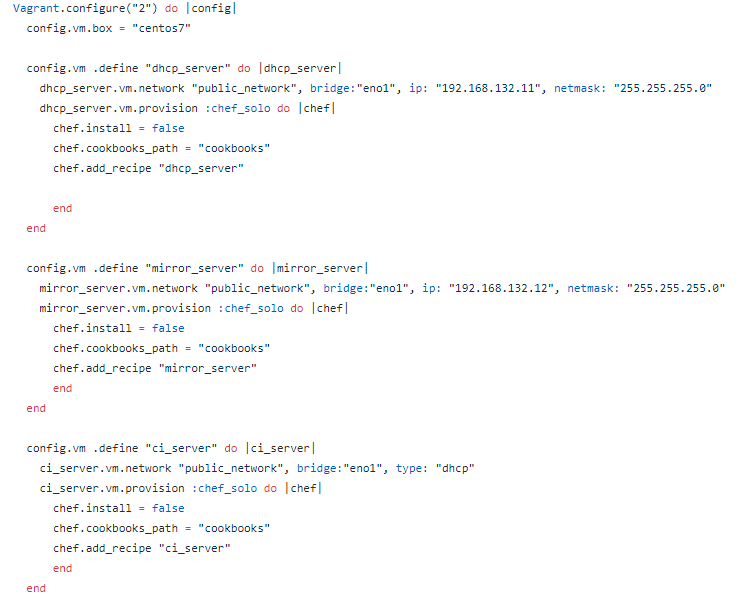 Vagrant.configure("2") do |config|
  config.vm.box = "centos7"

  config.vm .define "dhcp_server" do |dhcp_server|
    dhcp_server.vm.network "public_network", bridge:"eno1", ip: "192.168.132.11", netmask: "255.255.255.0"
    dhcp_server.vm.provision :chef_solo do |chef|
      chef.install = false
      chef.cookbooks_path = "cookbooks"
      chef.add_recipe "dhcp_server"

      end
  end

  config.vm .define "mirror_server" do |mirror_server|
    mirror_server.vm.network "public_network", bridge:"eno1", ip: "192.168.132.12", netmask: "255.255.255.0"
    mirror_server.vm.provision :chef_solo do |chef|
      chef.install = false
      chef.cookbooks_path = "cookbooks"
      chef.add_recipe "mirror_server"
      end
  end

  config.vm .define "ci_server" do |ci_server|
    ci_server.vm.network "public_network", bridge:"eno1", type: "dhcp"
    ci_server.vm.provision :chef_solo do |chef|
      chef.install = false
      chef.cookbooks_path = "cookbooks"
      chef.add_recipe "ci_server"
      end
  end